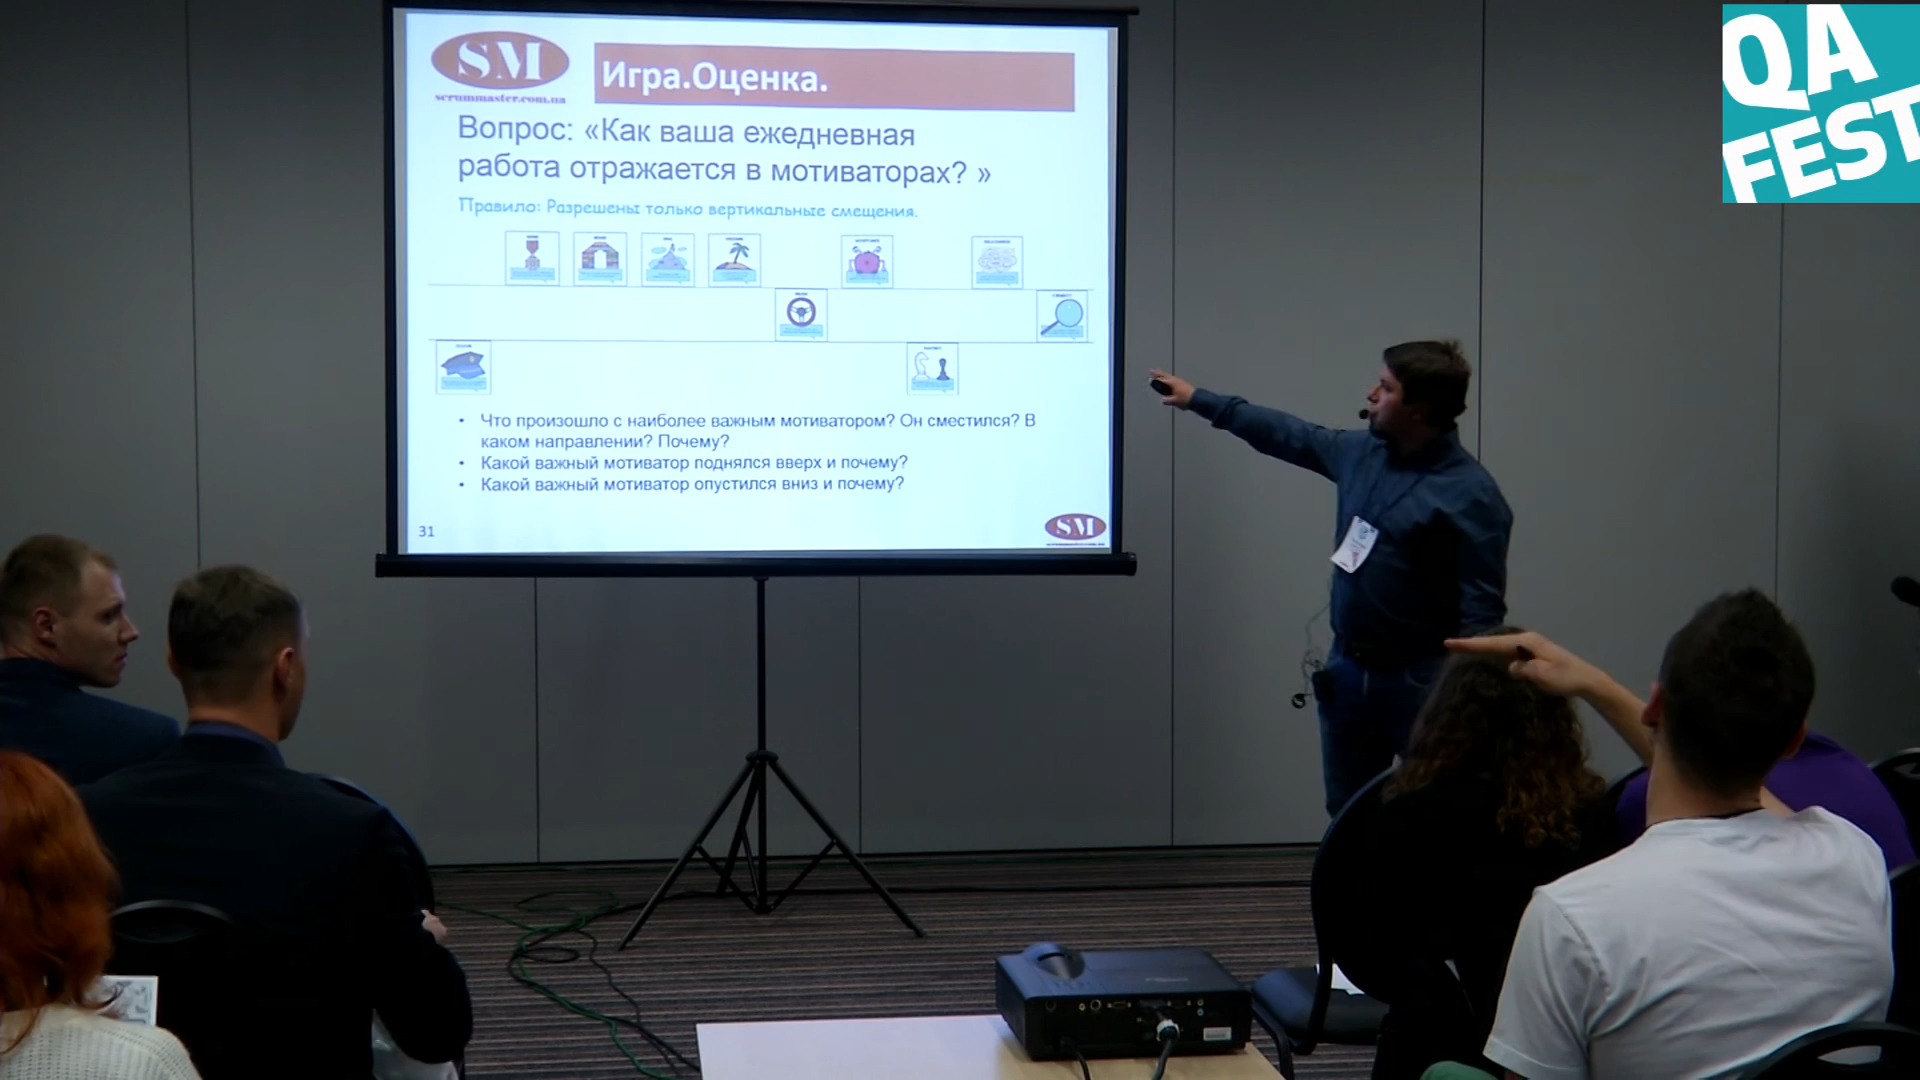 SM
scrummaster.com.ua
Игра.Оценка.
Вопрос: «Как ваша ежедневная
работа отражается в мотиваторах? »
Правило: Разрешены только вертикальные смещения.
• Что произошло с наиболее важным мотиватором? Он сместился? В
каком направлении? Почему?
• Какой важный мотиватор поднялся вверх и почему?
• Какой важный мотиватор опустился вниз и почему?
31
SM
QA
FEST